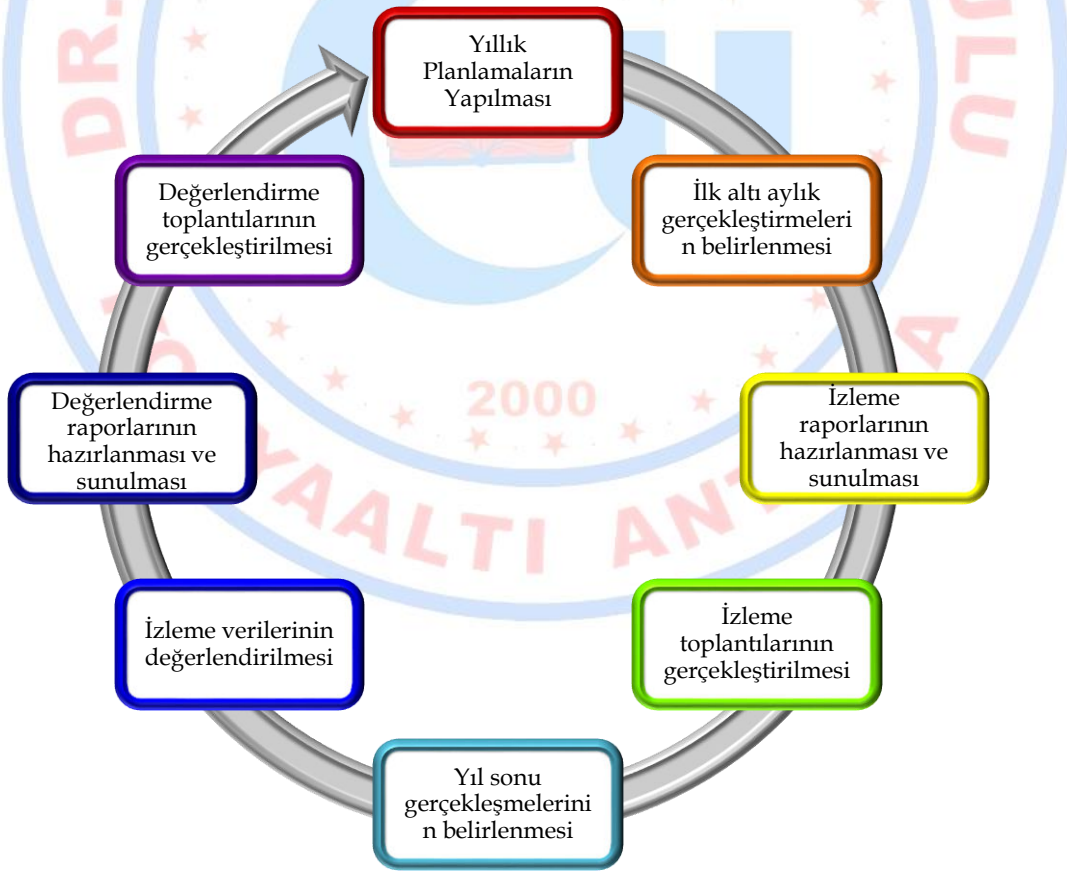 Yıllık
Planlamaların
Yapılması
İlk altı aylık
gerçekleştirmeleri
n belirlenmesi
İzleme
raporlarının
hazırlanması ve
sunulması
İzleme
toplantılarının
gerçekleştirilmesi
Yıl sonu
gerçekleşmelerini
n belirlenmesi
İzleme verilerinin
değerlendirilmesi
Değerlendirme
raporlarının
hazırlanması ve
sunulması
Değerlendirme
toplantılarının
gerçekleştirilmesi
DR.
2000